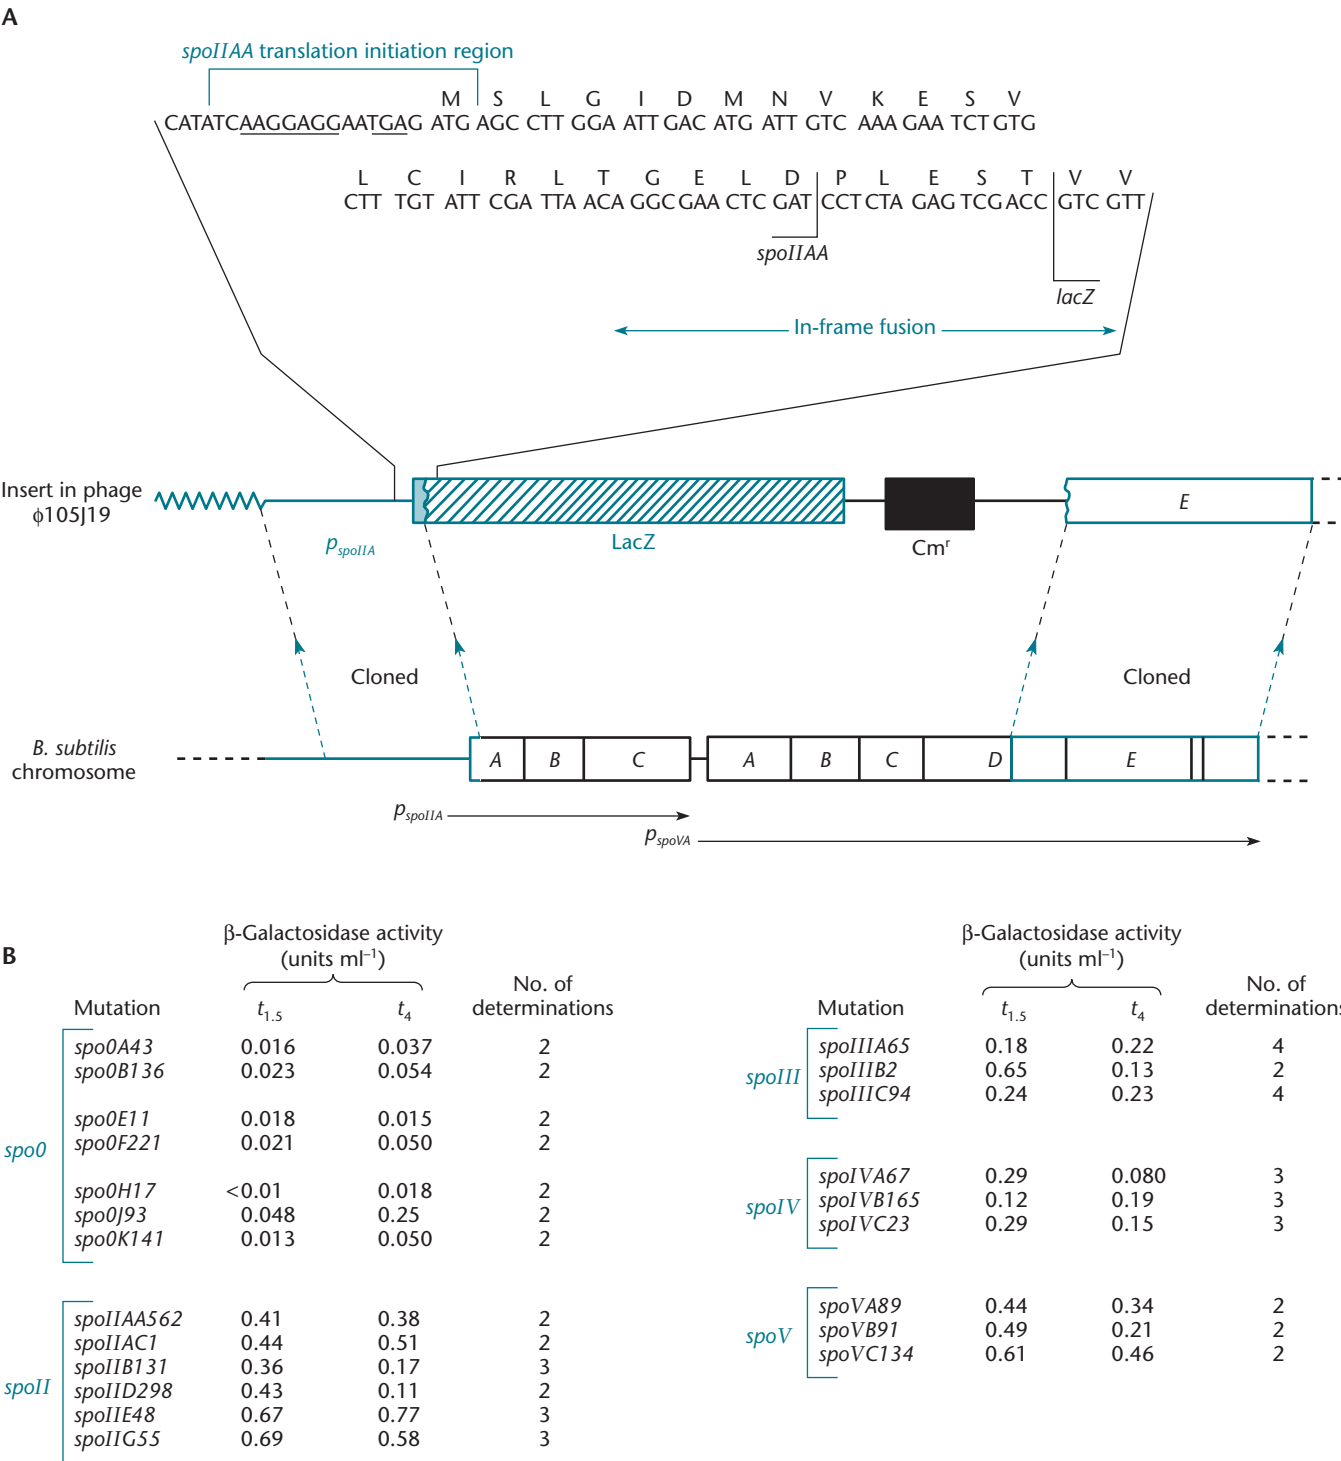 A
spoIIAA translation initiation region
M S L G I D M N V K E S V
CATATCAAGGAGGAATGAG ATG AGC CTT GGA ATT GAC ATG ATT GTC AAA GAA TCT GTG
L C I R L T G E L D P L E S T V V
CTT TGT ATT CGA TTA ACA GGC GAA CTC GAT CCT CTA GAG TCG ACC GTC GTT
spoIIAA
lacZ
In-frame fusion
Insert in phage
ϕ105J19
E
pspoIIA
LacZ
Cmr
Cloned
Cloned
B. subtilis
chromosome
A B C A B C D E
pspoIIA
pspoVA
B
β-Galactosidase activity
(units ml–1)
Mutation t1.5 t4 No. of
determinations
spo0
spo0A43 0.016 0.037 2
spo0B136 0.023 0.054 2
spo0E11 0.018 0.015 2
spo0F221 0.021 0.050 2
spo0H17 <0.01 0.018 2
spo0J93 0.048 0.25 2
spo0K141 0.013 0.050 2
spoII
spoIIAA562 0.41 0.38 2
spoIIAC1 0.44 0.51 2
spoIIB131 0.36 0.17 3
spoIID298 0.43 0.11 2
spoIIE48 0.67 0.77 3
spoIIG55 0.69 0.58 3
β-Galactosidase activity
(units ml–1)
Mutation t1.5 t4 No. of
determinations
spoIII
spoIIIA65 0.18 0.22 4
spoIIIB2 0.65 0.13 2
spoIIIC94 0.24 0.23 4
spoIV
spoIVA67 0.29 0.080 3
spoIVB165 0.12 0.19 3
spoIVC23 0.29 0.15 3
spoV
spoVA89 0.44 0.34 2
spoVB91 0.49 0.21 2
spoVC134 0.61 0.46 2